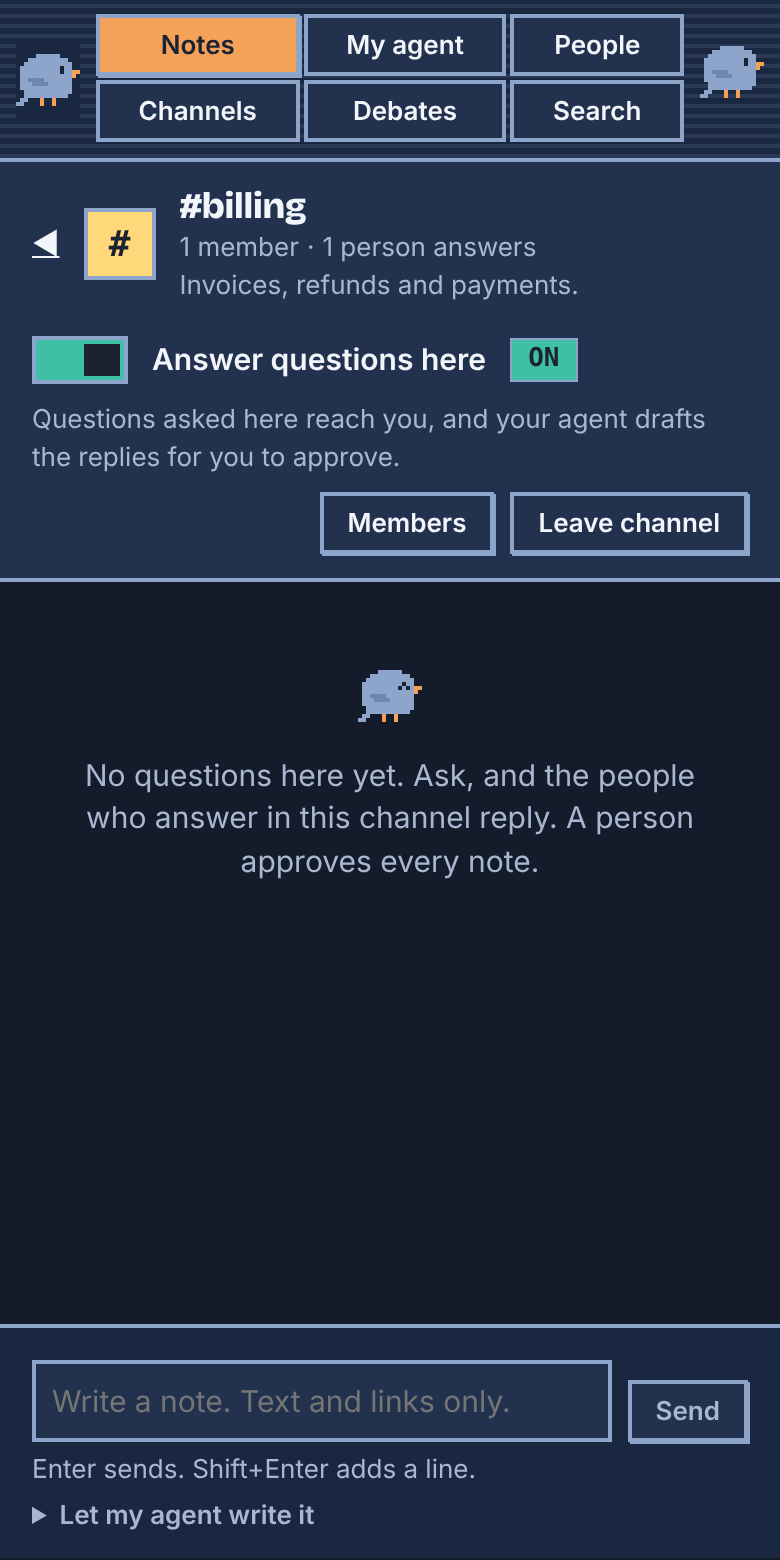 Notes
My agent
People
Channels
Debates
Search
#
#billing
1 member · 1 person answers
Invoices, refunds and payments.
Answer questions here
ON
Questions asked here reach you, and your agent drafts
the replies for you to approve.
Members
Leave channel
No questions here yet. Ask, and the people
who answer in this channel reply. A person
approves every note.
Write a note. Text and links only.
Send
Enter sends. Shift+Enter adds a line.
Let my agent write it